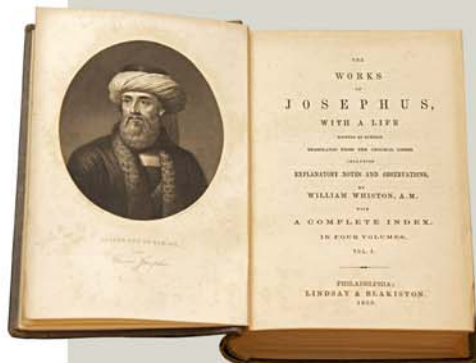 THE
WORKS
OF
JOSEPHUS,
WITH A LIFE
WRITTEN BY HIMSELF
TRANSLATED FROM THE ORIGINAL GREEK
INCLUDING
EXPLANATORY NOTES AND OBSERVATIONS,
BY
WILLIAM WHISTON, A.M.
WITH
A COMPLETE INDEX.
IN FOUR VOLUMES.
VOL. I.
PHILADELPHIA:
LINDSAY & BLAKISTON.